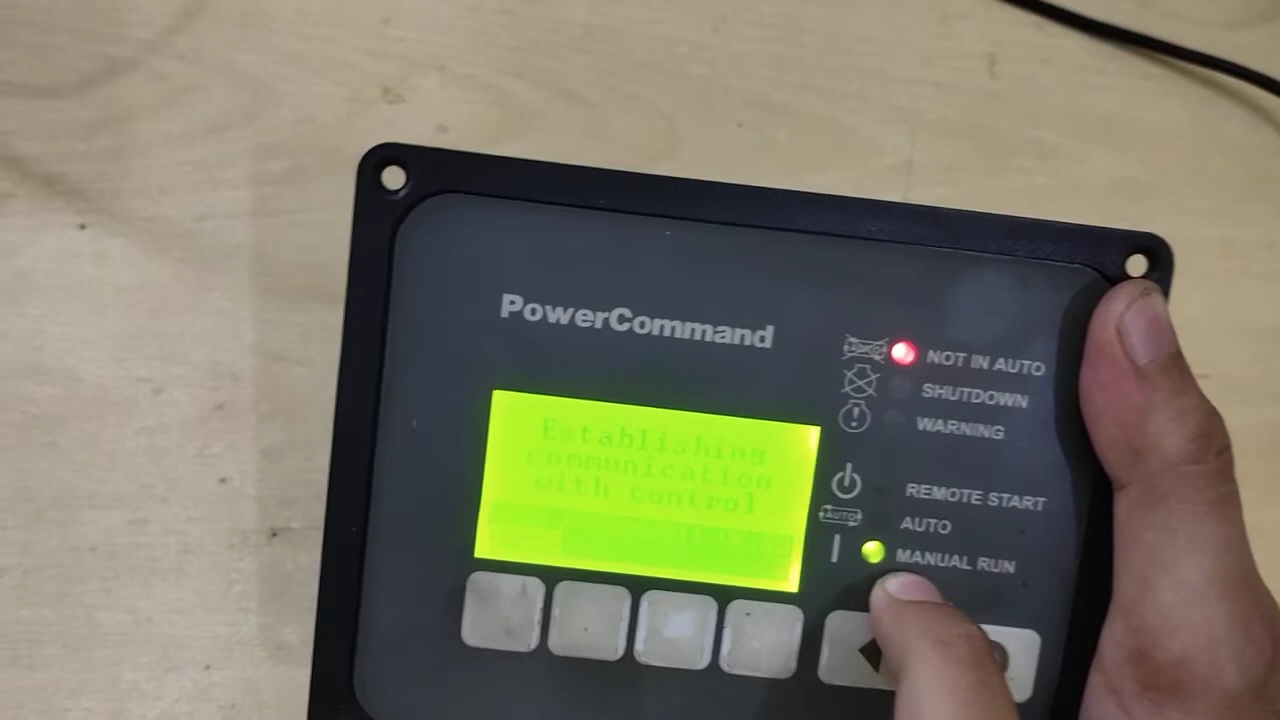 PowerCommand
NOT IN AUTO
SHUTDOWN
WARNING
Establishing
communication
with control
REMOTE START
AUTO
AUTO
MANUAL RUN